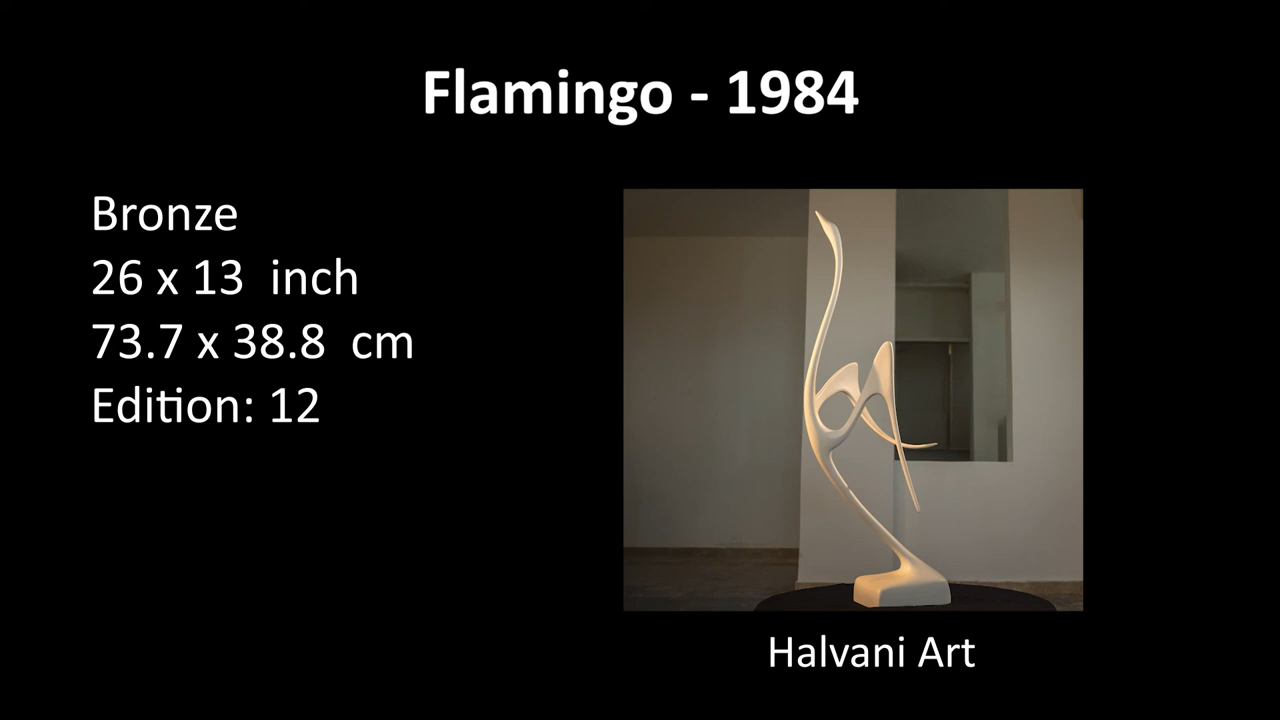 Flamingo - 1984
Bronze
26 x 13 inch
73.7 x 38.8 cm
Edition: 12
Halvani Art